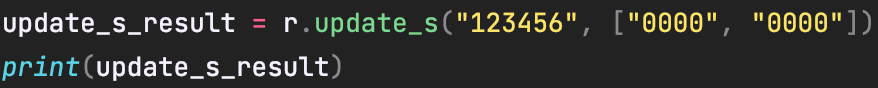 update_s_result = r.update_s("123456", ["0000", "0000"])
print(update_s_result)